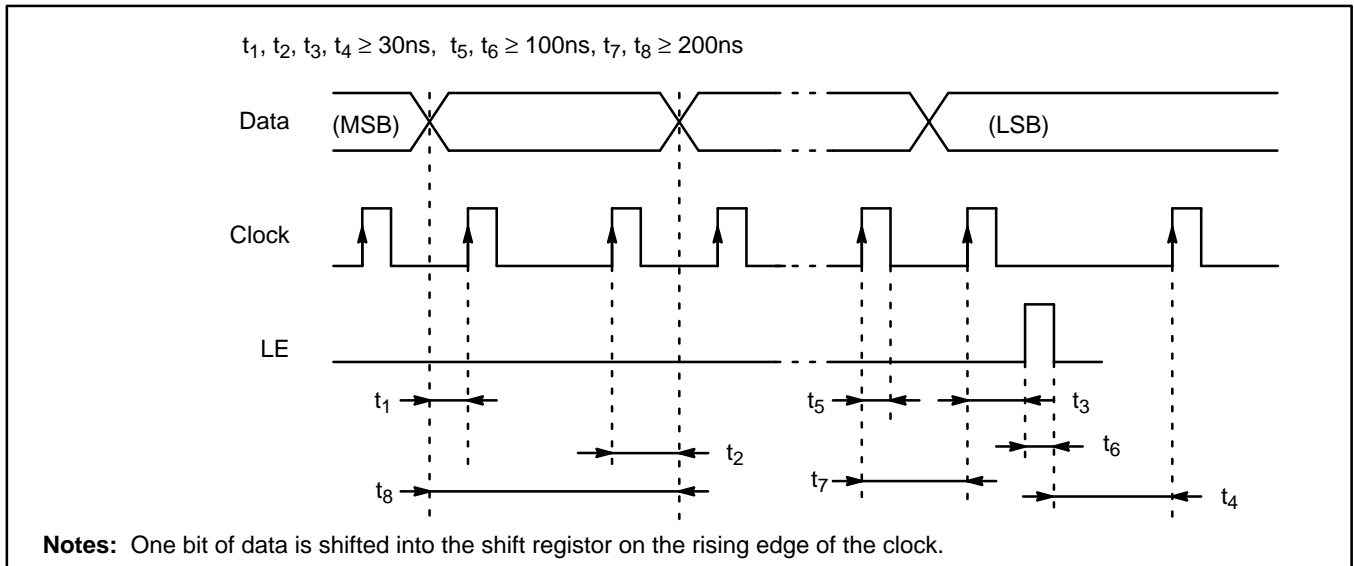 t1, t2, t3, t4 ≥ 30ns, t5, t6 ≥ 100ns, t7, t8 ≥ 200ns
Data (MSB) (LSB)
Clock
LE
t1 t5 t3
t2 t6
t8 t7 t4
Notes: One bit of data is shifted into the shift registor on the rising edge of the clock.